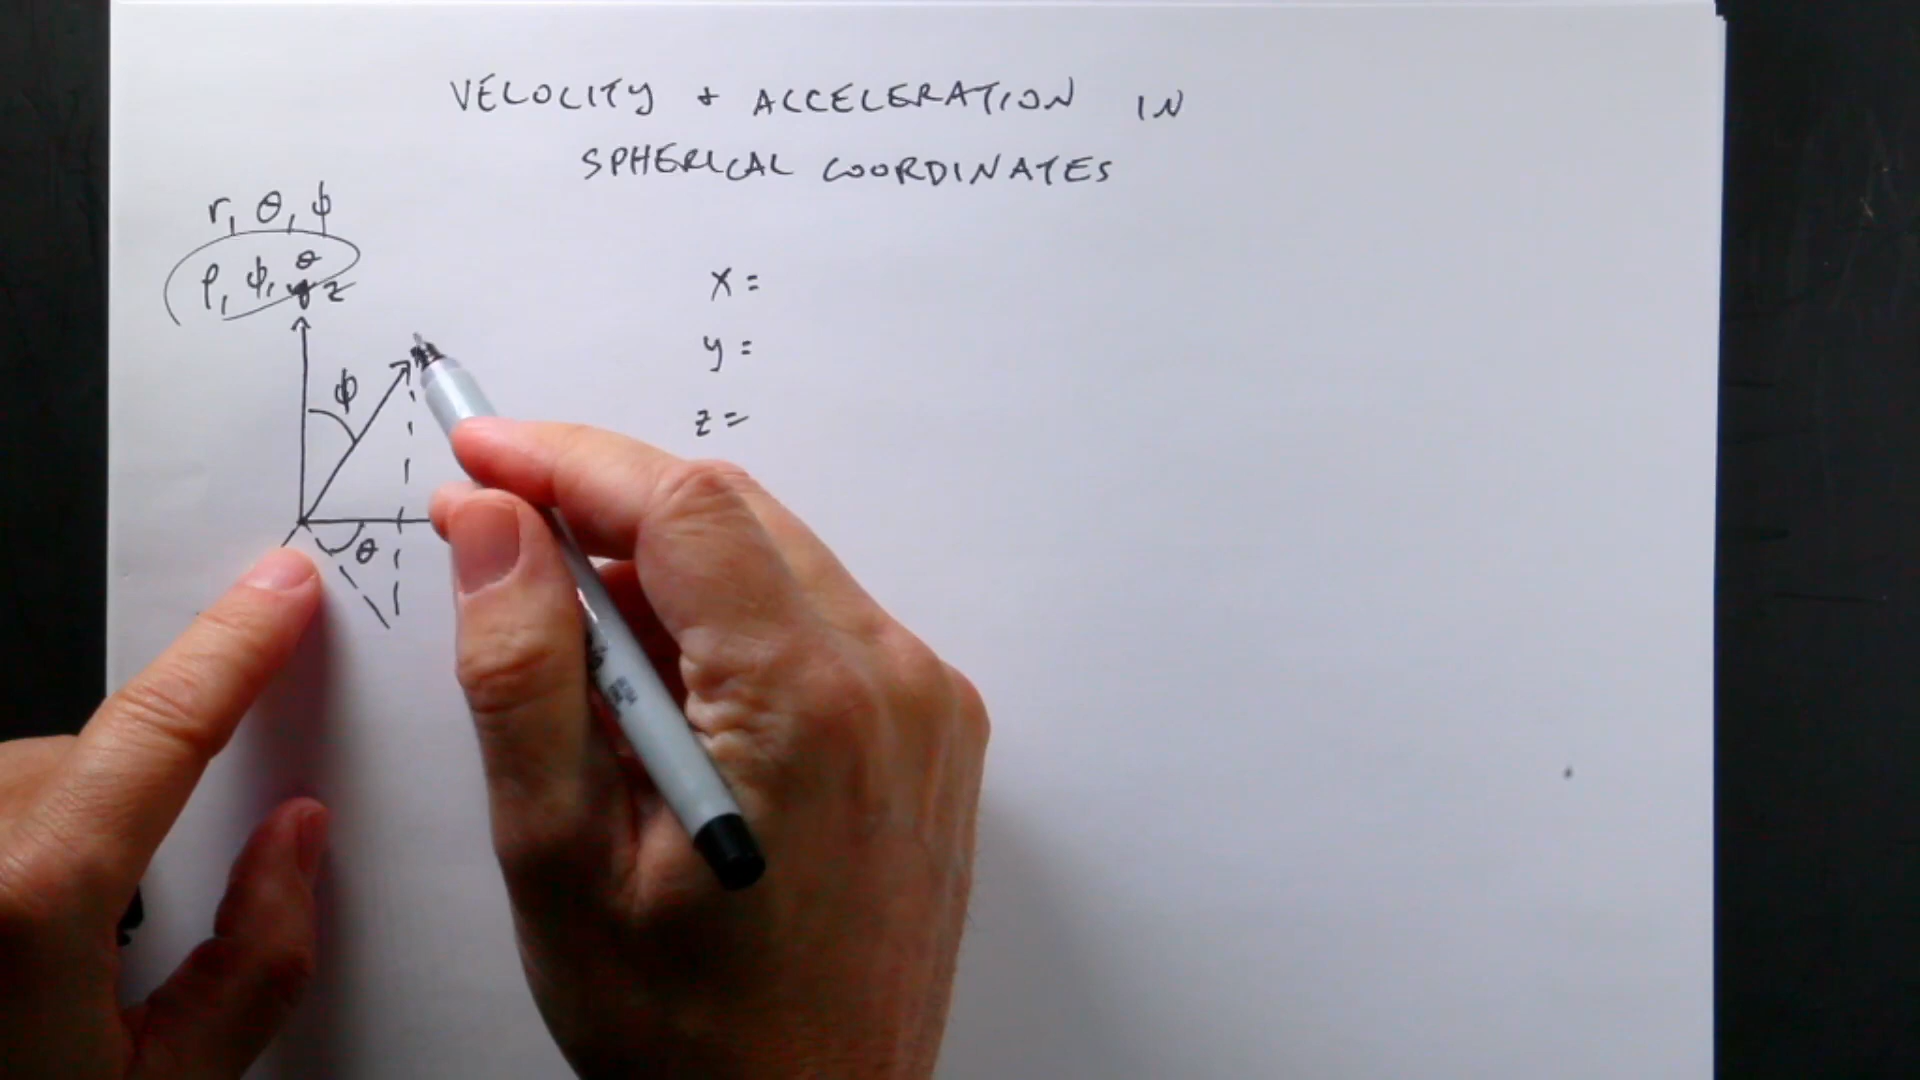 VELOCITY + ACCELERATION IN
SPHERICAL COORDINATES
r, θ, ϕ
θ
ρ, ϕ, z
x =
y =
z =
ϕ
θ